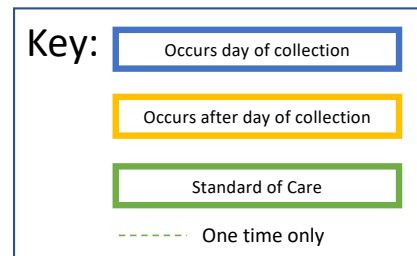 Key:
Occurs day of collection
Occurs after day of collection
Standard of Care
One time only